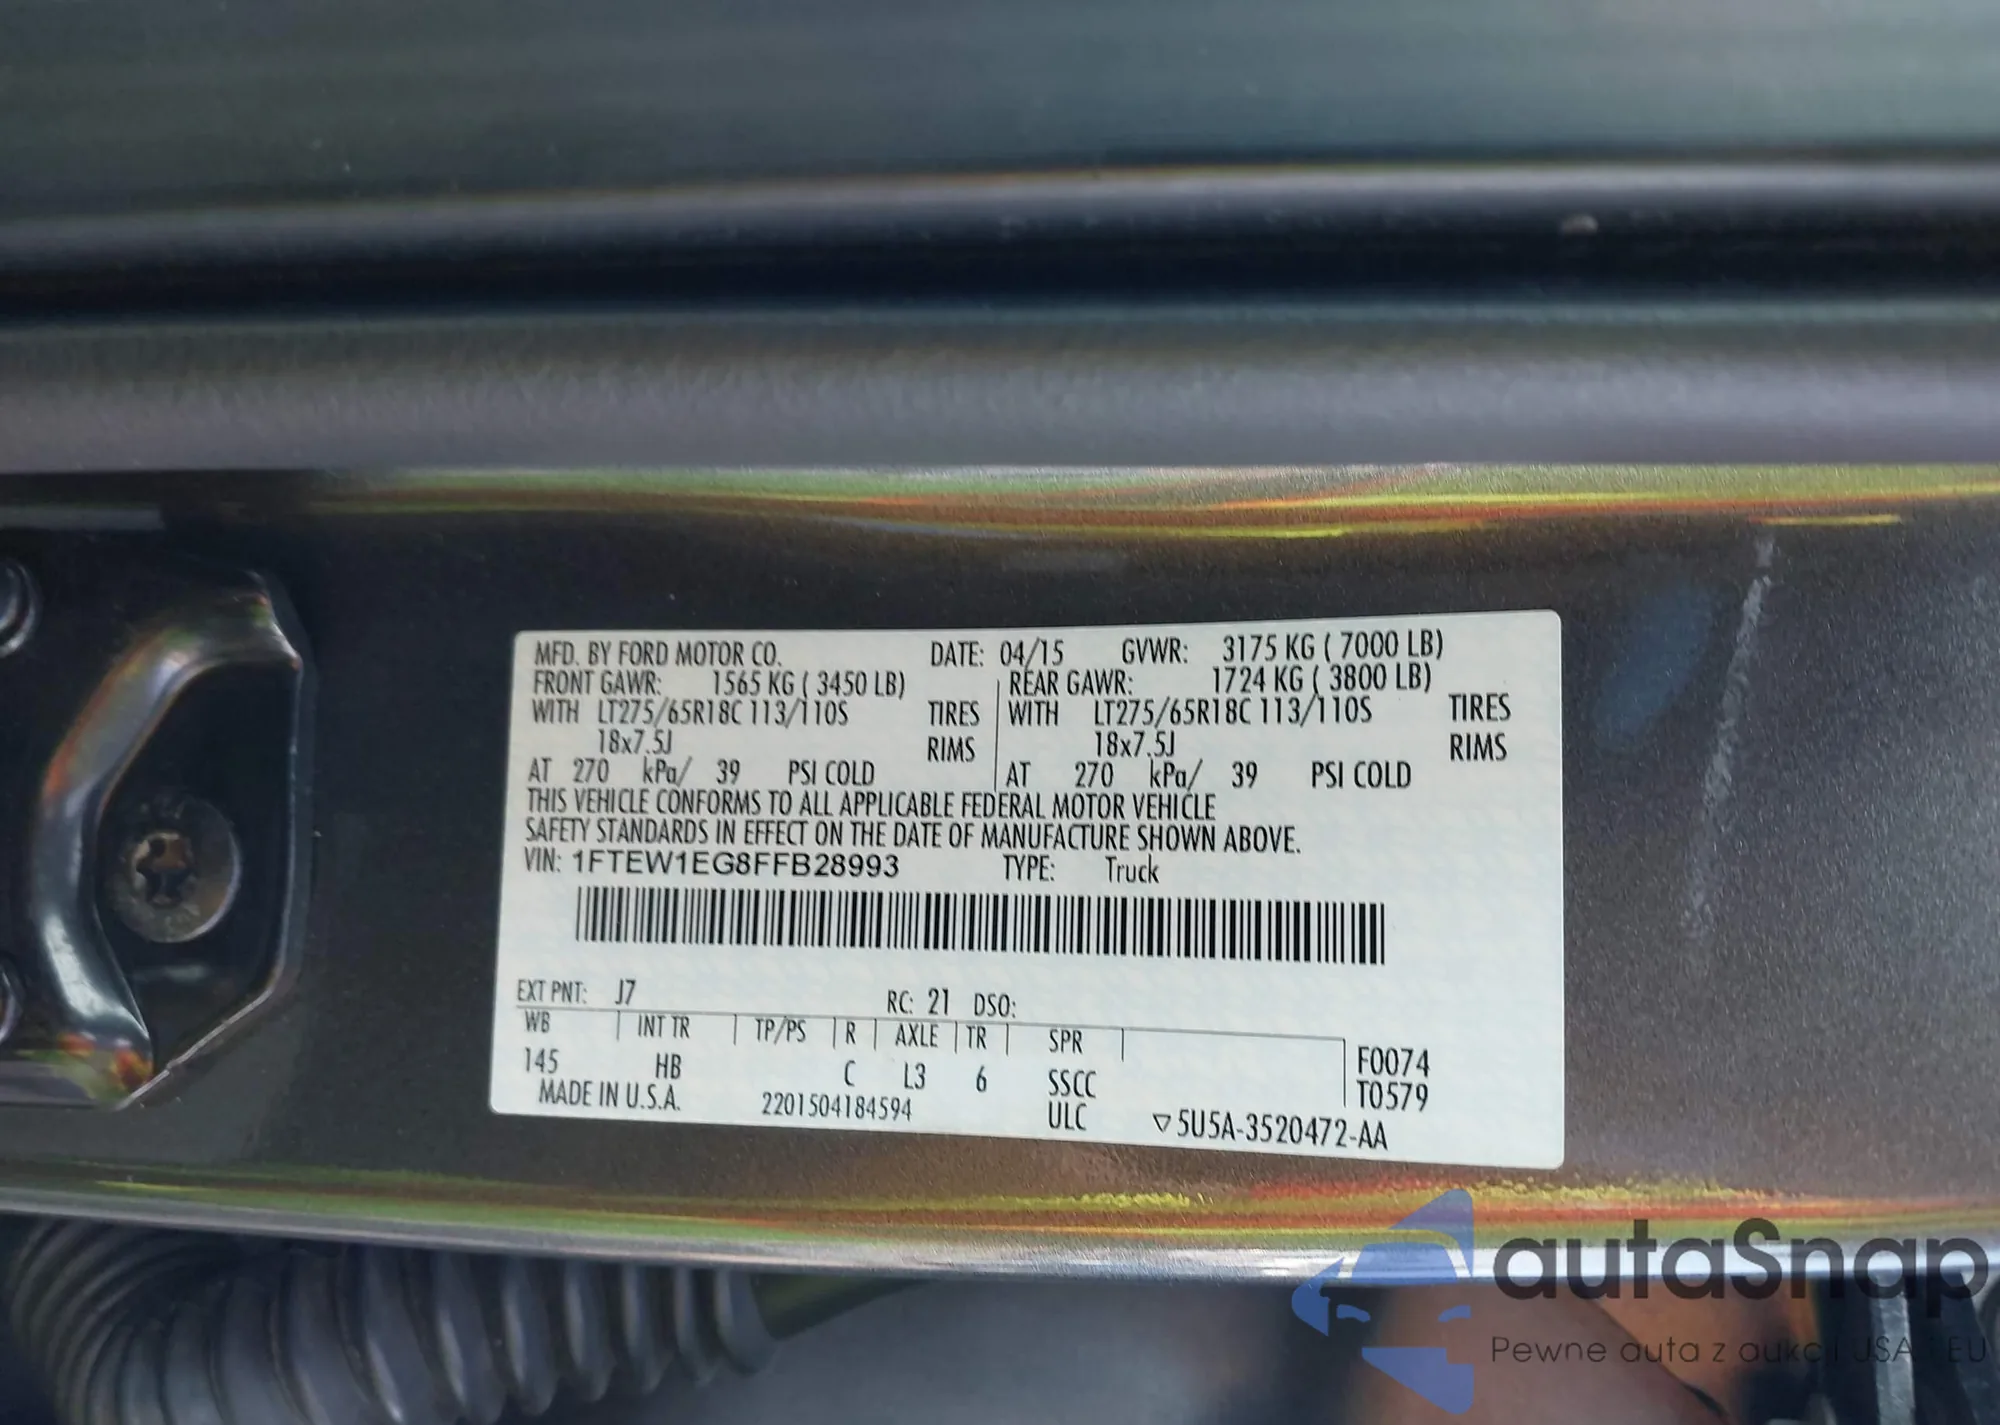 MFD. BY FORD MOTOR CO. DATE: 04/15 GVWR: 3175 KG ( 7000 LB)
FRONT GAWR: 1565 KG ( 3450 LB) REAR GAWR: 1724 KG ( 3800 LB)
WITH LT275/65R18C 113/110S TIRES WITH LT275/65R18C 113/110S TIRES
18x7.5J RIMS 18x7.5J RIMS
AT 270 kPa/ 39 PSI COLD AT 270 kPa/ 39 PSI COLD
THIS VEHICLE CONFORMS TO ALL APPLICABLE FEDERAL MOTOR VEHICLE
SAFETY STANDARDS IN EFFECT ON THE DATE OF MANUFACTURE SHOWN ABOVE.
VIN: 1FTEW1EG8FFB28993 TYPE: Truck
EXT PNT: J7 RC: 21 DSO:
WB INT TR TP/PS R AXLE TR SPR
145 HB C L3 6 SSCC F0074
MADE IN U.S.A. 2201504184594 ULC T0579
▽5U5A-3520472-AA
autaSnap
Pewne auta z aukcji USA i EU